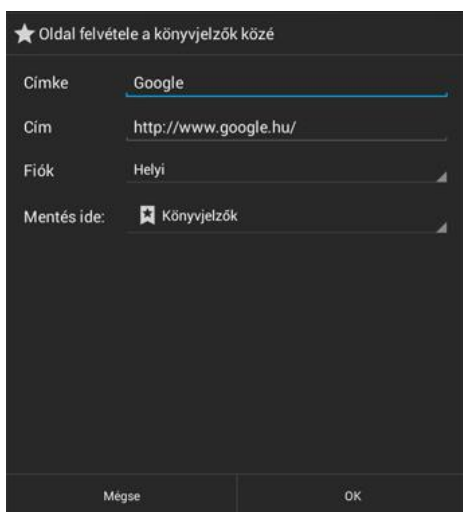 Oldal felvétele a könyvjelzők közé
Címke Google
Cím http://www.google.hu/
Fiók Helyi
Mentés ide: Könyvjelzők
Mégse OK